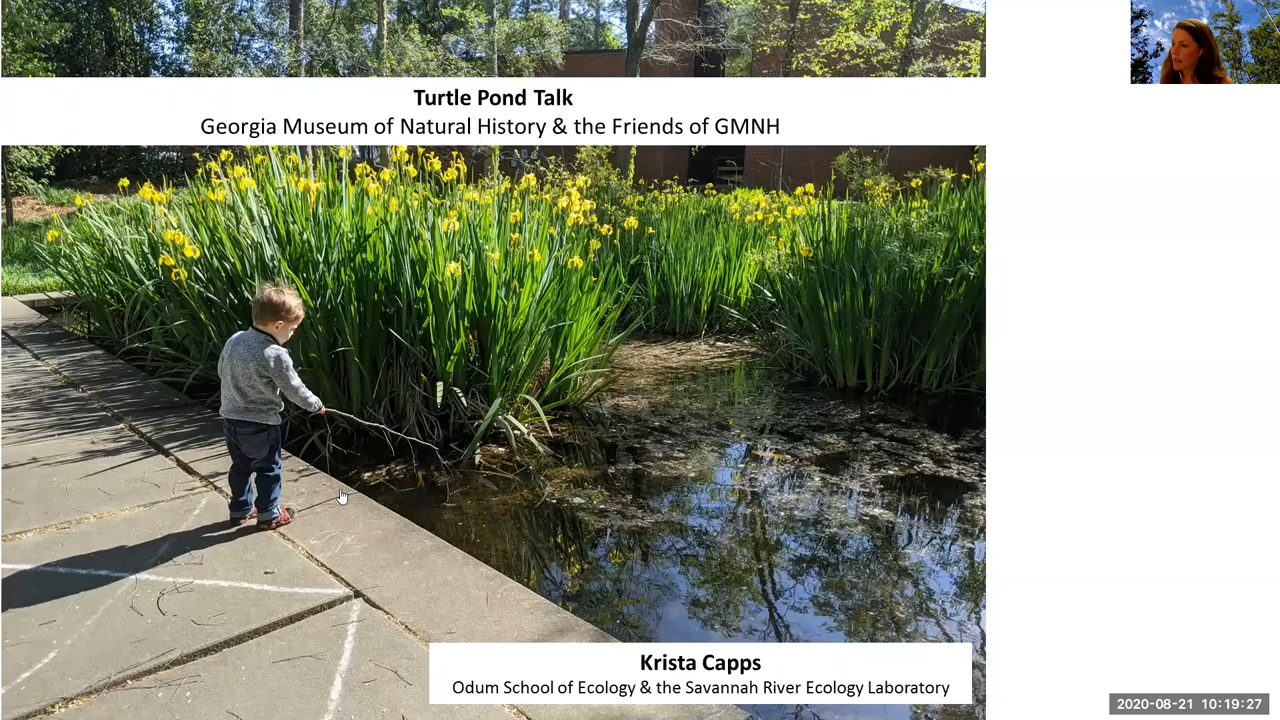 Turtle Pond Talk
Georgia Museum of Natural History & the Friends of GMNH
Krista Capps
Odum School of Ecology & the Savannah River Ecology Laboratory
2020-08-21 10:19:27